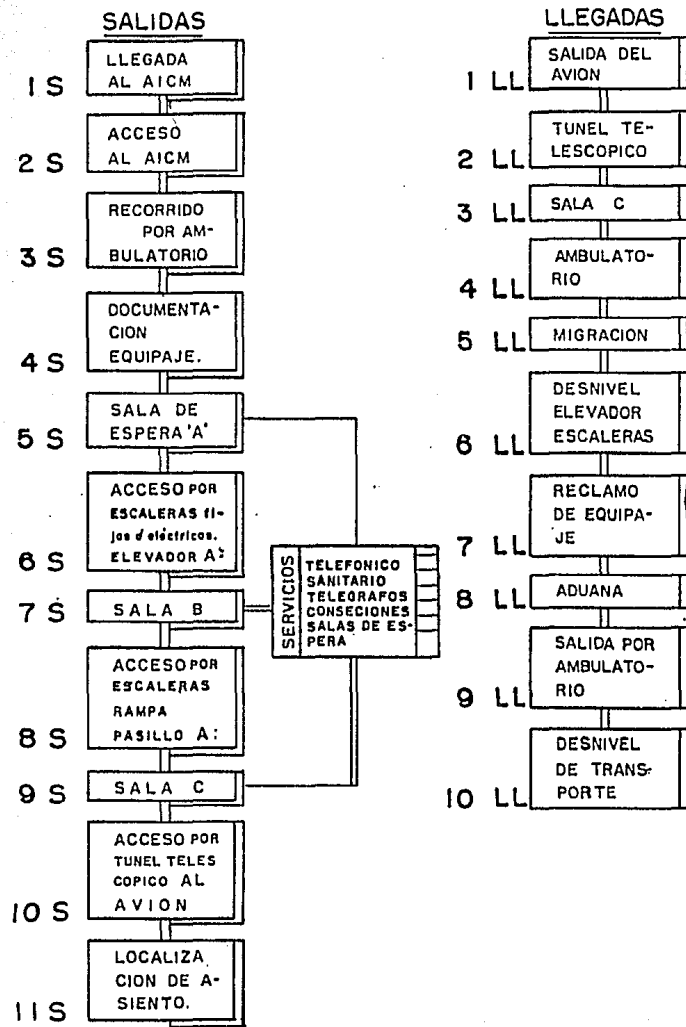 SALIDAS
1 S
LLEGADA
AL AICM
2 S
ACCESO
AL AICM
3 S
RECORRIDO
POR AM-
BULATORIO
4 S
DOCUMENTA-
CION
EQUIPAJE.
5 S
SALA DE
ESPERA 'A'
6 S
ACCESO POR
ESCALERAS fi-
jas ó eléctricas.
ELEVADOR A:
7 S
SALA B
8 S
ACCESO POR
ESCALERAS
RAMPA
PASILLO A:
9 S
SALA C
10 S
ACCESO POR
TUNEL TELES
COPICO AL
AVION
11 S
LOCALIZA
CION DE A-
SIENTO.
SERVICIOS
TELEFONICO
SANITARIO
TELEGRAFOS
CONSECIONES
SALAS DE ES-
PERA
LLEGADAS
1 LL
SALIDA DEL
AVION
2 LL
TUNEL TE-
LESCOPICO
3 LL
SALA C
4 LL
AMBULATO-
RIO
5 LL
MIGRACION
6 LL
DESNIVEL
ELEVADOR
ESCALERAS
7 LL
RECLAMO
DE EQUIPA-
JE
8 LL
ADUANA
9 LL
SALIDA POR
AMBULATO-
RIO
10 LL
DESNIVEL
DE TRANS-
PORTE